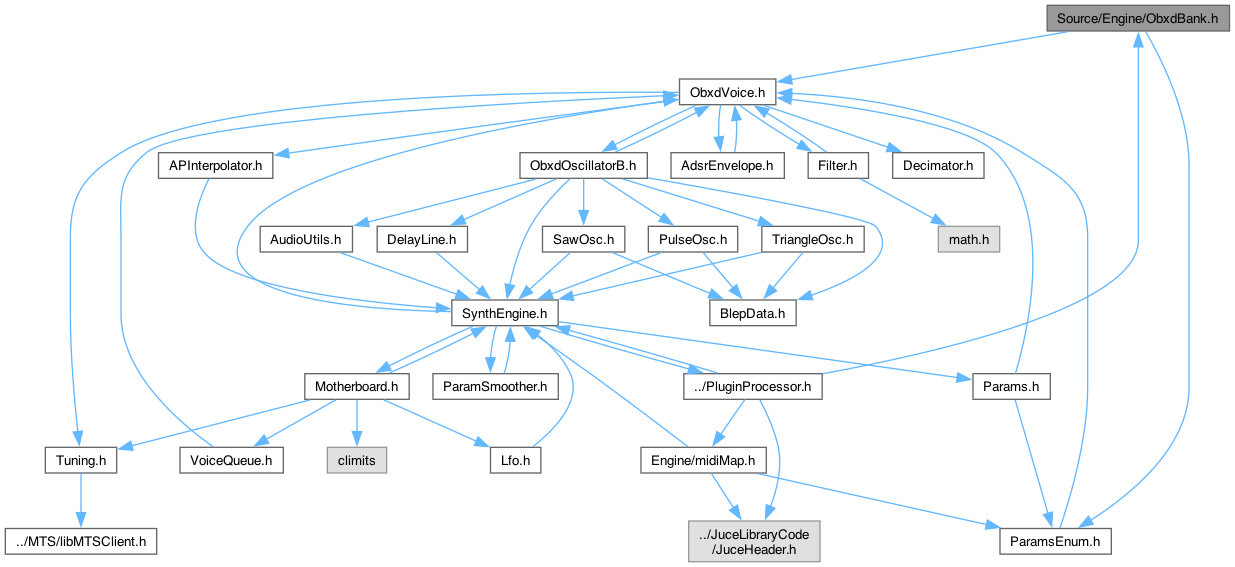 Source/Engine/ObxdBank.h
ObxdVoice.h
APInterpolator.h
ObxdOscillatorB.h
AdsrEnvelope.h
Filter.h
Decimator.h
AudioUtils.h
DelayLine.h
SawOsc.h
PulseOsc.h
TriangleOsc.h
math.h
SynthEngine.h
BlepData.h
Motherboard.h
ParamSmoother.h
../PluginProcessor.h
Params.h
Tuning.h
VoiceQueue.h
climits
Lfo.h
Engine/midiMap.h
../MTS/libMTSClient.h
../JuceLibraryCode
/JuceHeader.h
ParamsEnum.h